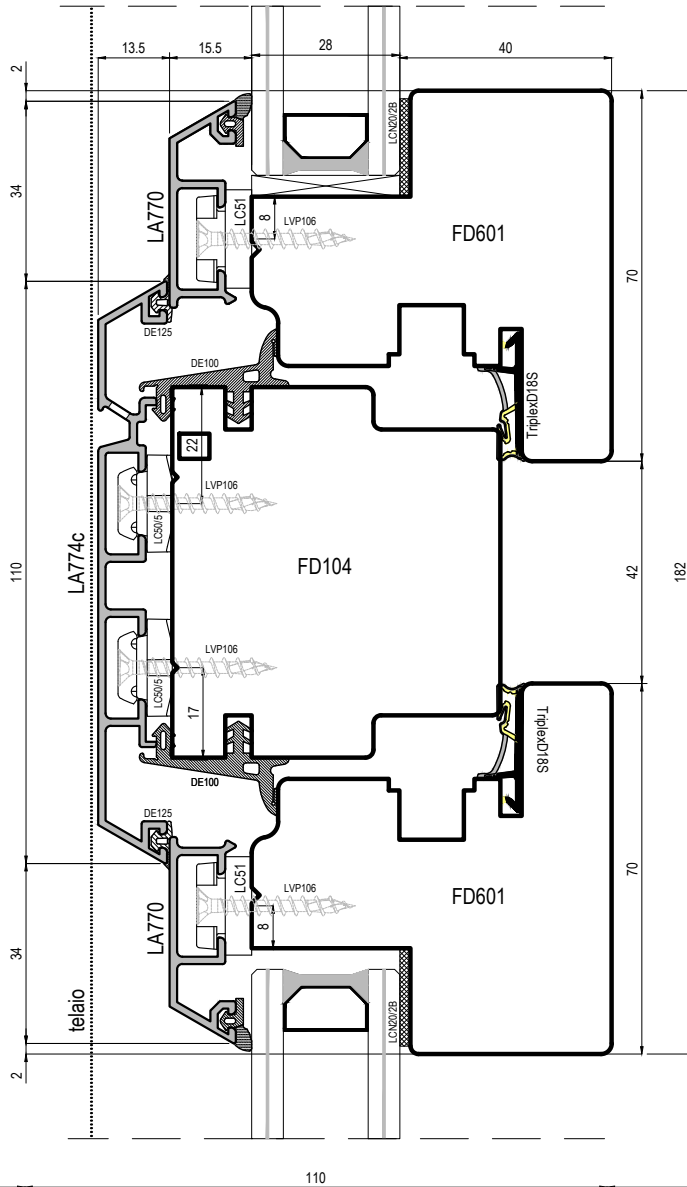 13.5
15.5
28
40
2
34
LA770
LC51
8
LVP106
LCN20/2B
FD601
70
DE125
DE100
TriplexD18S
22
LVP106
LC50/5
LA774c
110
FD104
42
182
LVP106
LC50/5
17
TriplexD18S
DE100
DE125
LA770
LC51
LVP106
8
FD601
70
34
telaio
LCN20/2B
2
110